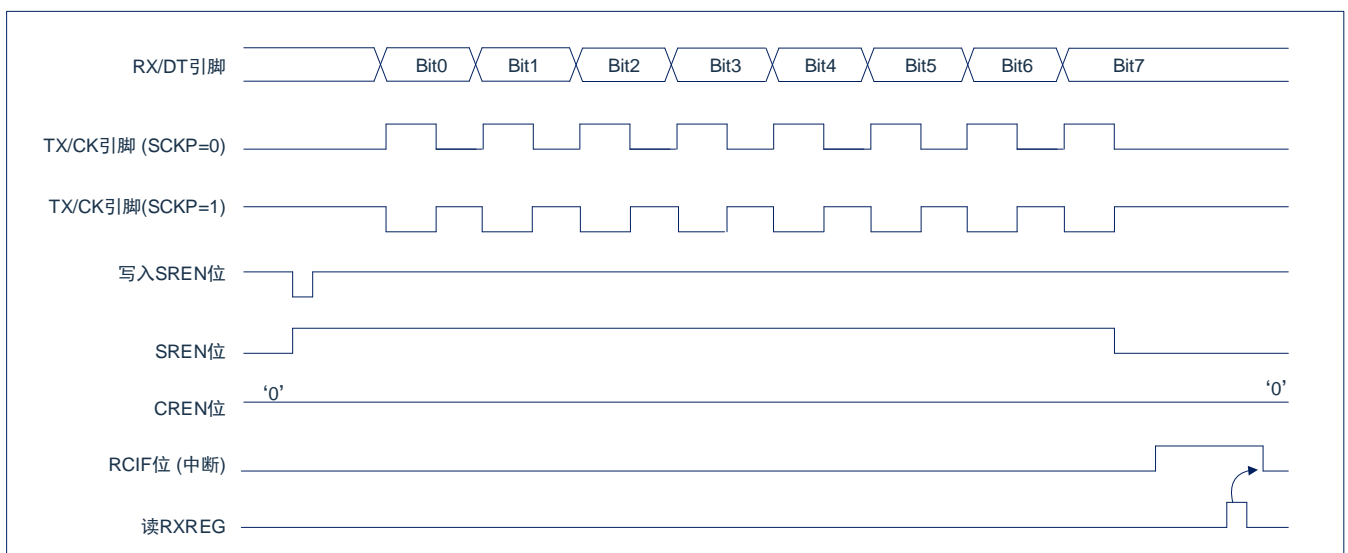 RX/DT引脚 Bit0 Bit1 Bit2 Bit3 Bit4 Bit5 Bit6 Bit7
TX/CK引脚 (SCKP=0)
TX/CK引脚(SCKP=1)
写入SREN位
SREN位
‘0’ ‘0’
CREN位
RCIF位 (中断)
读RXREG